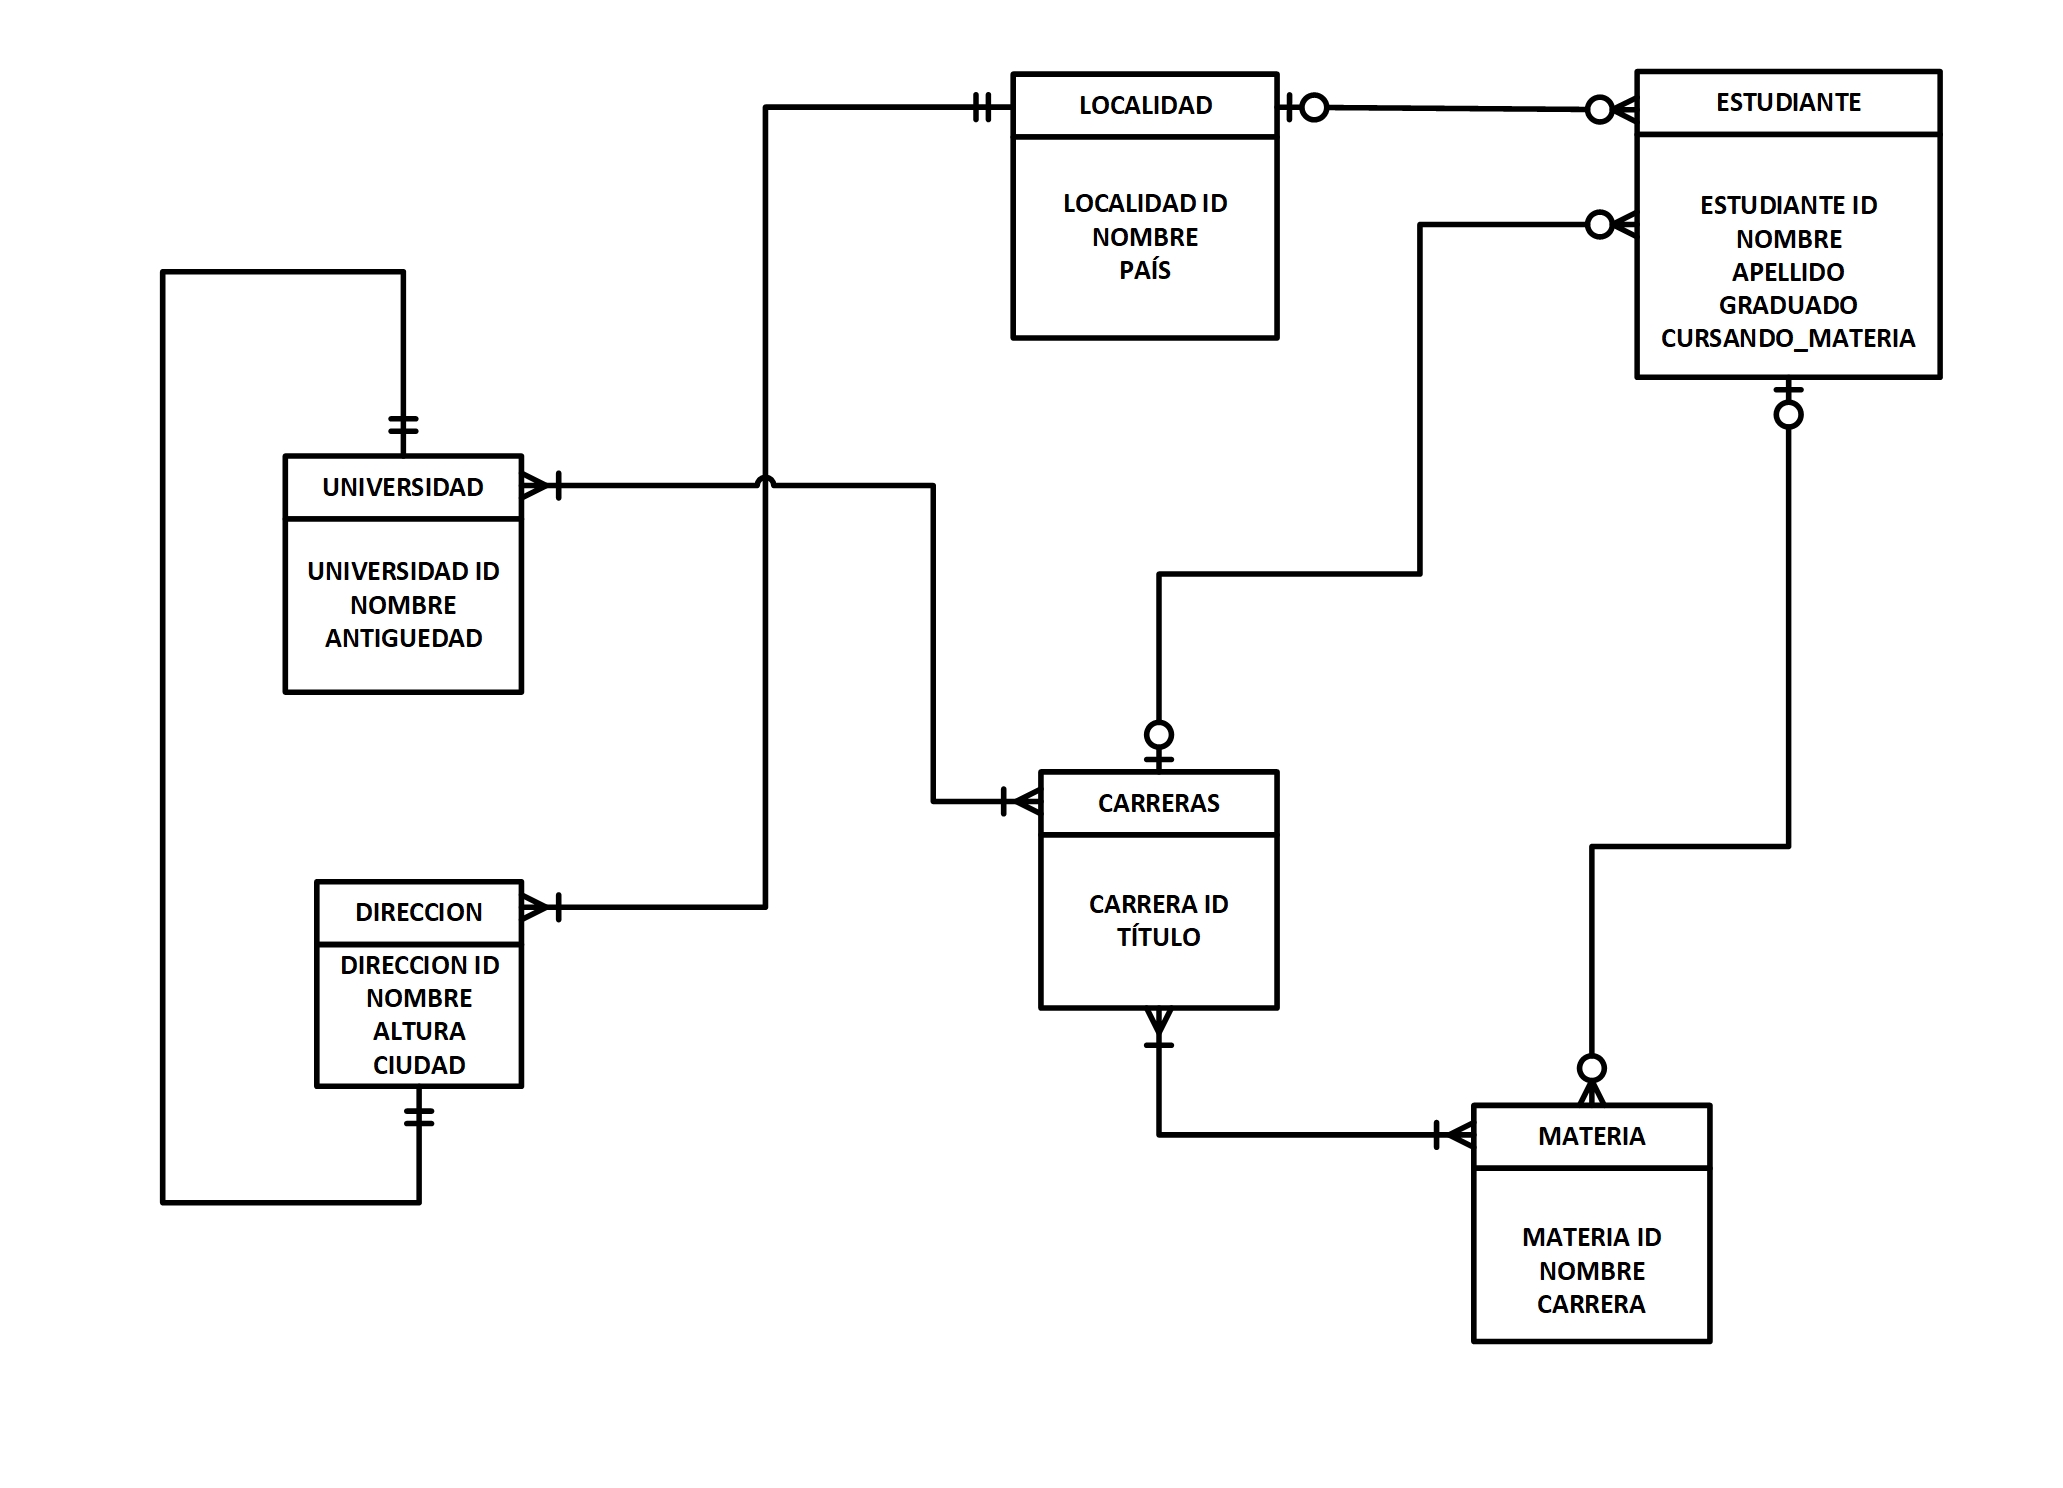 LOCALIDAD
LOCALIDAD ID
NOMBRE
PAÍS
ESTUDIANTE
ESTUDIANTE ID
NOMBRE
APELLIDO
GRADUADO
CURSANDO_MATERIA
UNIVERSIDAD
UNIVERSIDAD ID
NOMBRE
ANTIGUEDAD
CARRERAS
CARRERA ID
TÍTULO
DIRECCION
DIRECCION ID
NOMBRE
ALTURA
CIUDAD
MATERIA
MATERIA ID
NOMBRE
CARRERA